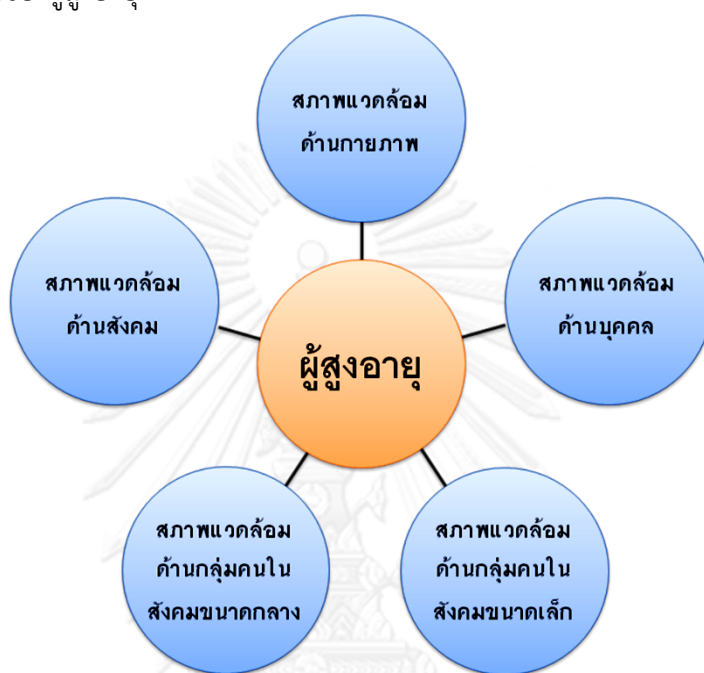 สภาพแวดล้อม
ด้านกายภาพ
สภาพแวดล้อม
ด้านสังคม
สภาพแวดล้อม
ด้านบุคคล
ผู้สูงอายุ
สภาพแวดล้อม
ด้านกลุ่มคนใน
สังคมขนาดกลาง
สภาพแวดล้อม
ด้านกลุ่มคนใน
สังคมขนาดเล็ก